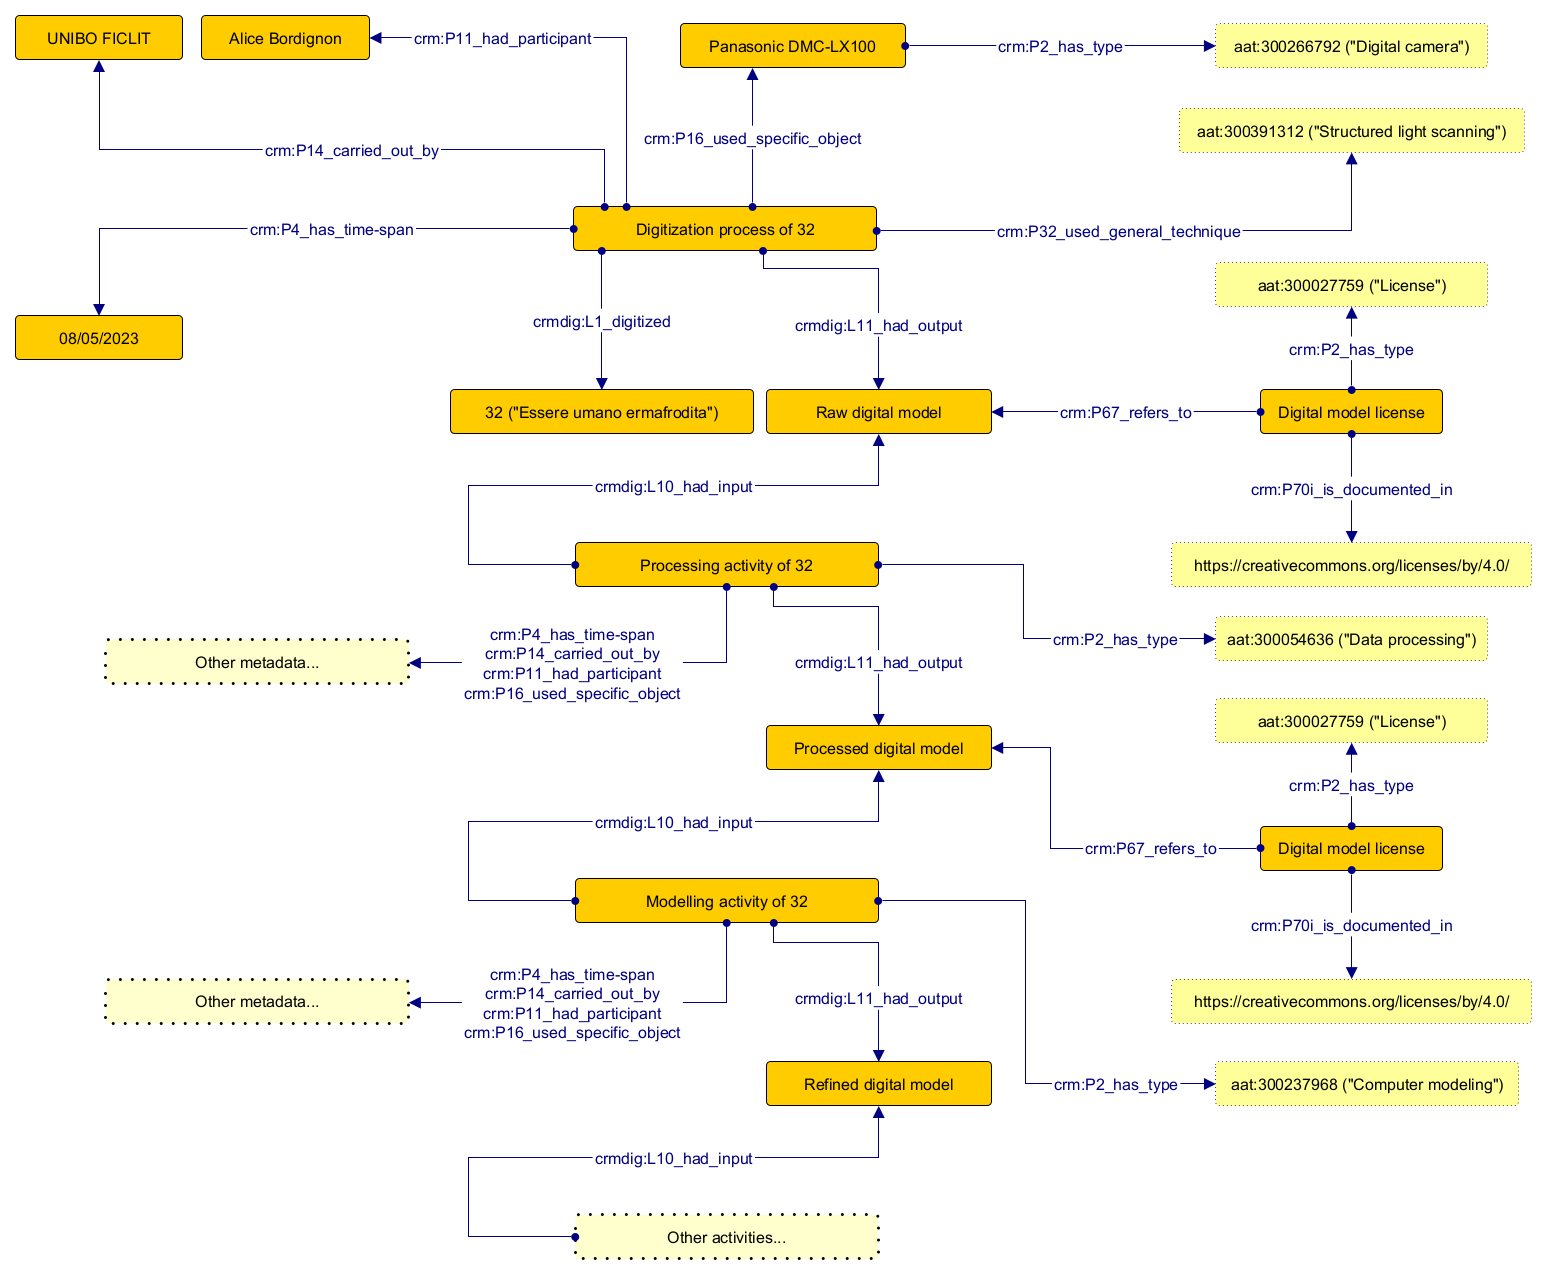 UNIBO FICLIT
Alice Bordignon
crm:P11_had_participant
Panasonic DMC-LX100
crm:P2_has_type
aat:300266792 ("Digital camera")
crm:P14_carried_out_by
crm:P16_used_specific_object
aat:300391312 ("Structured light scanning")
crm:P4_has_time-span
Digitization process of 32
crm:P32_used_general_technique
08/05/2023
crmdig:L1_digitized
crmdig:L11_had_output
aat:300027759 ("License")
crm:P2_has_type
32 ("Essere umano ermafrodita")
Raw digital model
crm:P67_refers_to
Digital model license
crmdig:L10_had_input
crm:P70i_is_documented_in
Processing activity of 32
https://creativecommons.org/licenses/by/4.0/
Other metadata...
crm:P4_has_time-span
crm:P14_carried_out_by
crm:P11_had_participant
crm:P16_used_specific_object
crmdig:L11_had_output
crm:P2_has_type
aat:300054636 ("Data processing")
Processed digital model
aat:300027759 ("License")
crm:P2_has_type
crmdig:L10_had_input
crm:P67_refers_to
Digital model license
Modelling activity of 32
crm:P70i_is_documented_in
Other metadata...
crm:P4_has_time-span
crm:P14_carried_out_by
crm:P11_had_participant
crm:P16_used_specific_object
crmdig:L11_had_output
https://creativecommons.org/licenses/by/4.0/
Refined digital model
crm:P2_has_type
aat:300237968 ("Computer modeling")
crmdig:L10_had_input
Other activities...